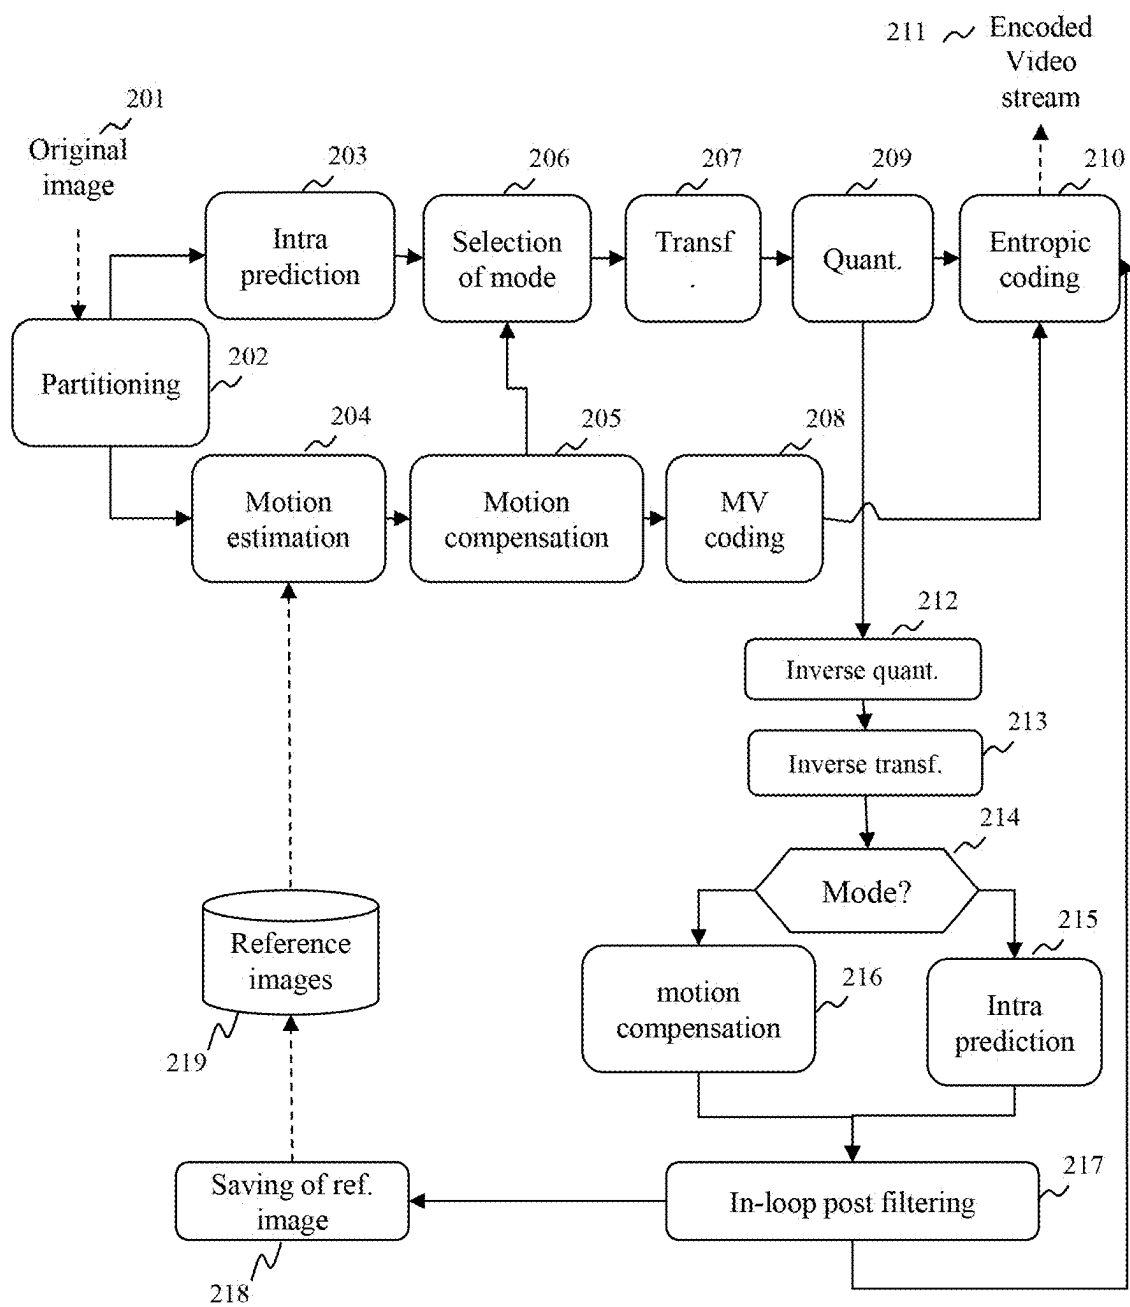 211
Encoded
Video
stream
201
Original
image
203
206
207
209
210
Intra
prediction
Selection
of mode
Transf
.
Quant.
Entropic
coding
Partitioning
202
204
205
208
Motion
estimation
Motion
compensation
MV
coding
212
Inverse quant.
213
Inverse transf.
214
Mode?
Reference
images
219
215
motion
compensation
216
Intra
prediction
Saving of ref.
image
218
In-loop post filtering
217